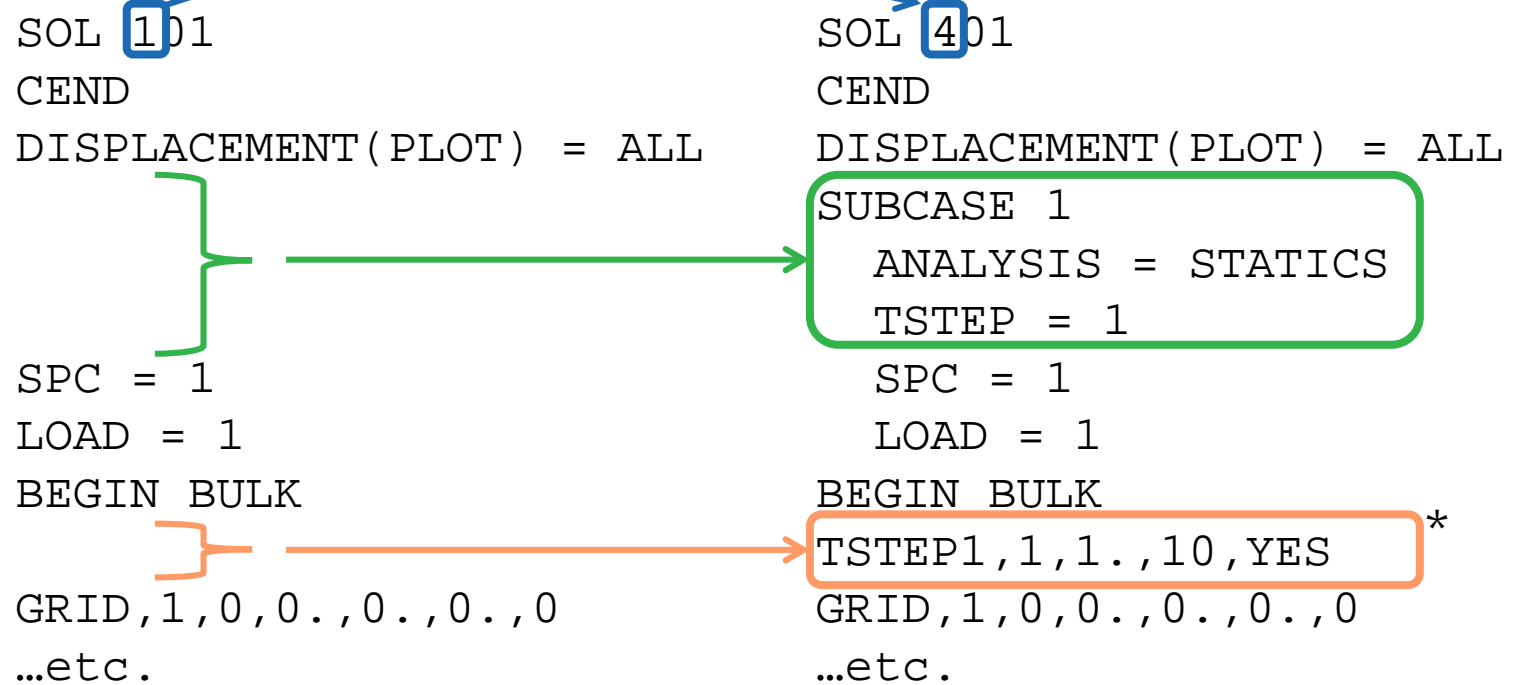 SOL 101
CEND
DISPLACEMENT(PLOT) = ALL
SPC = 1
LOAD = 1
BEGIN BULK
GRID,1,0,0.,0.,0.,0
…etc.
SOL 401
CEND
DISPLACEMENT(PLOT) = ALL
SUBCASE 1
ANALYSIS = STATICS
TSTEP = 1
SPC = 1
LOAD = 1
BEGIN BULK
TSTEP1,1,1.,10,YES *
GRID,1,0,0.,0.,0.,0
…etc.